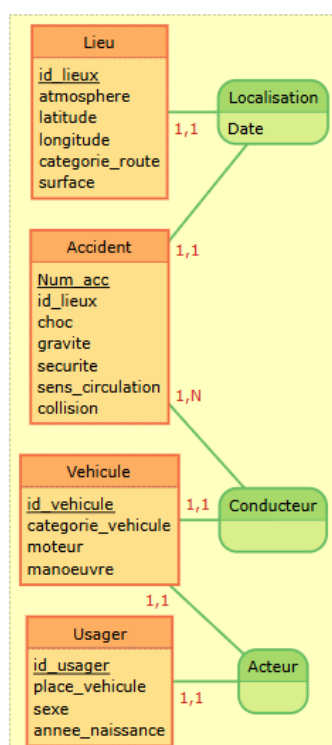 Lieu
id_lieux
atmosphere
latitude
longitude
categorie_route
surface
1,1
Localisation
Date
Accident
1,1
Num_acc
id_lieux
choc
gravite
securite
sens_circulation
collision
1,N
Vehicule
id_vehicule
categorie_vehicule
moteur
manoeuvre
1,1
Conducteur
1,1
Usager
id_usager
place_vehicule
sexe
annee_naissance
1,1
Acteur